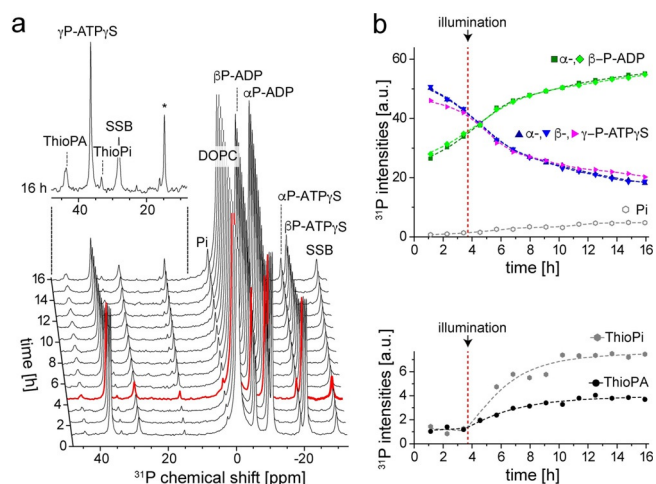 a
γP-ATPγS
ThioPA
ThioPi
SSB
*
16 h
40
20
βP-ADP
αP-ADP
DOPC
αP-ATPγS
βP-ATPγS
Pi
SSB
16
14
12
10
8
6
4
2
0
time [h]
40
20
0
-20
³¹P chemical shift [ppm]
b
illumination
60
40
20
0
³¹P intensities [a.u.]
α-, β-P-ADP
α-, β-, γ-P-ATPγS
Pi
0 2 4 6 8 10 12 14 16
time [h]
illumination
8
6
4
2
³¹P intensities [a.u.]
ThioPi
ThioPA
0 2 4 6 8 10 12 14 16
time [h]